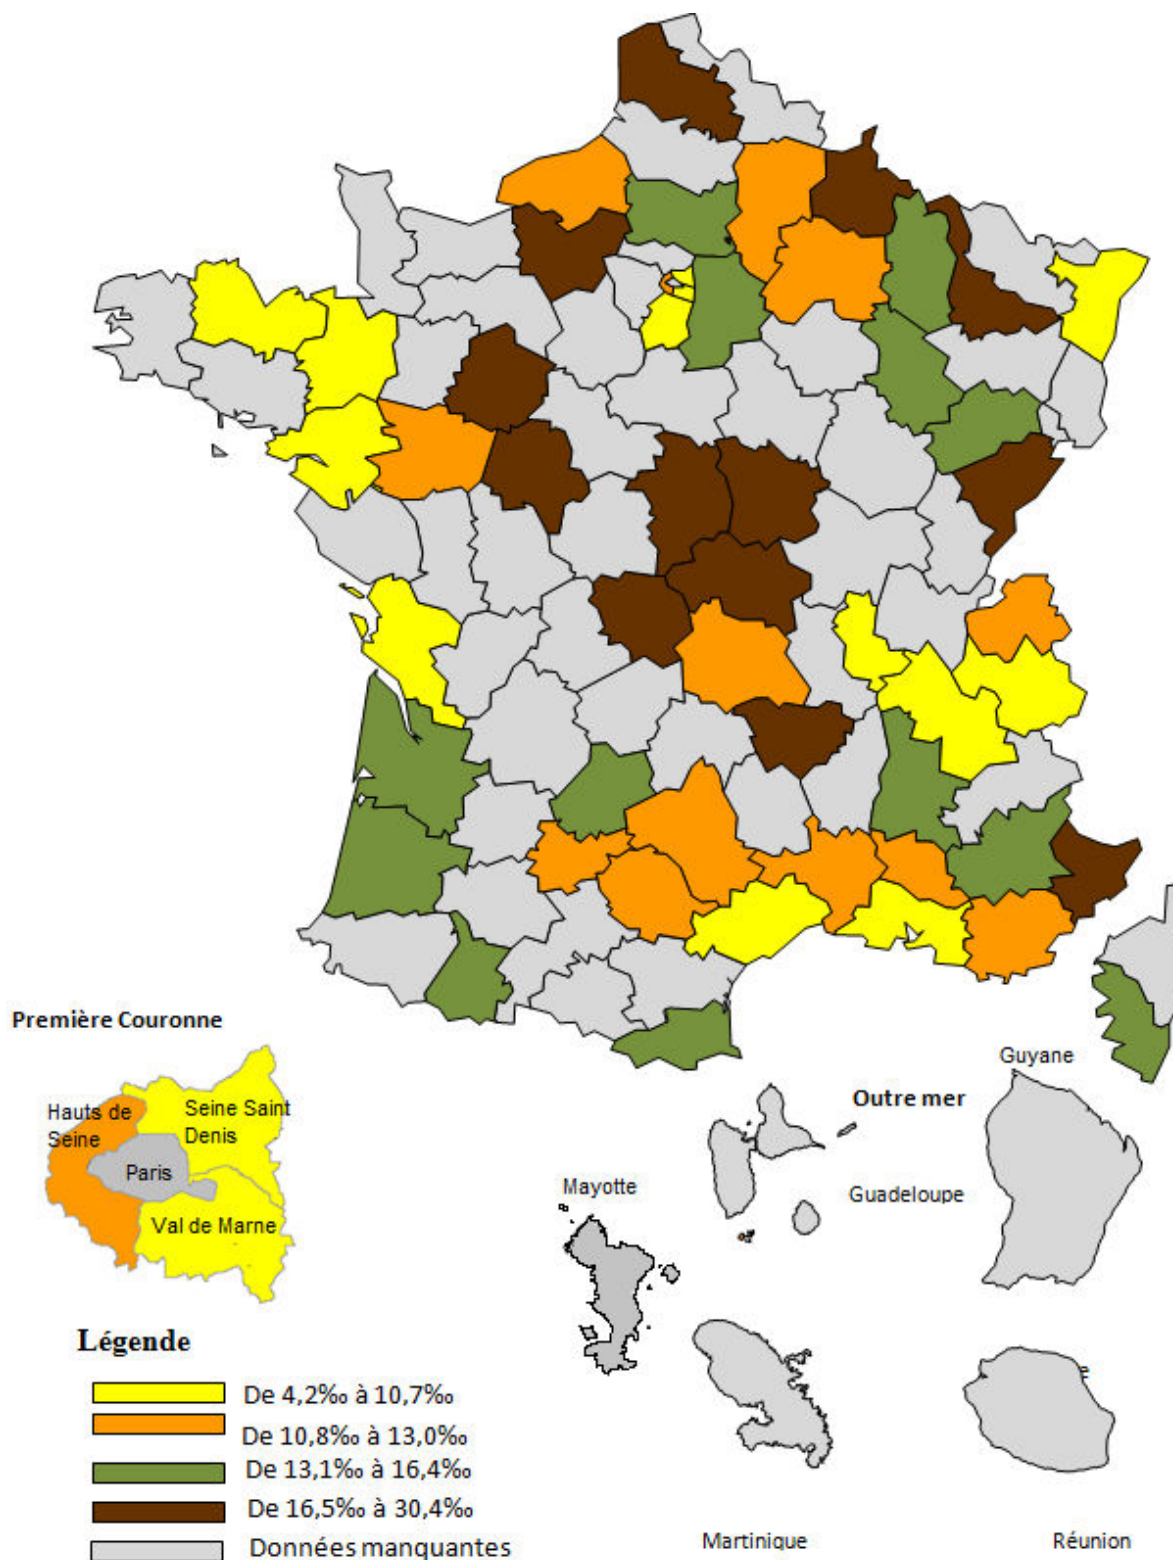 Première Couronne
Hauts de
Seine
Seine Saint
Denis
Paris
Val de Marne
Guyane
Outre mer
Mayotte
Guadeloupe
Légende
De 4,2‰ à 10,7‰
De 10,8‰ à 13,0‰
De 13,1‰ à 16,4‰
De 16,5‰ à 30,4‰
Données manquantes
Martinique
Réunion